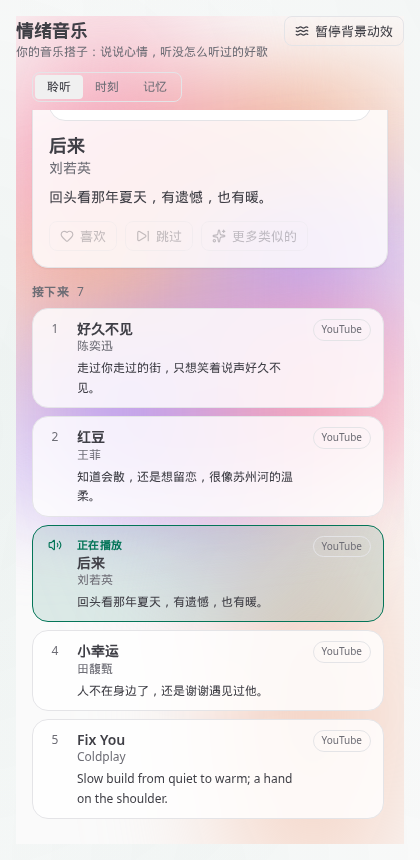 情绪音乐
暂停背景动效
你的音乐搭子：说说心情，听没怎么听过的好歌
聆听 时刻 记忆
后来
刘若英
回头看那年夏天，有遗憾，也有暖。
喜欢 跳过 更多类似的
接下来 7
1 好久不见 YouTube
陈奕迅
走过你走过的街，只想笑着说声好久不
见。
2 红豆 YouTube
王菲
知道会散，还是想留恋，很像苏州河的温
柔。
正在播放 YouTube
后来
刘若英
回头看那年夏天，有遗憾，也有暖。
4 小幸运 YouTube
田馥甄
人不在身边了，还是谢谢遇见过他。
5 Fix You YouTube
Coldplay
Slow build from quiet to warm; a hand
on the shoulder.